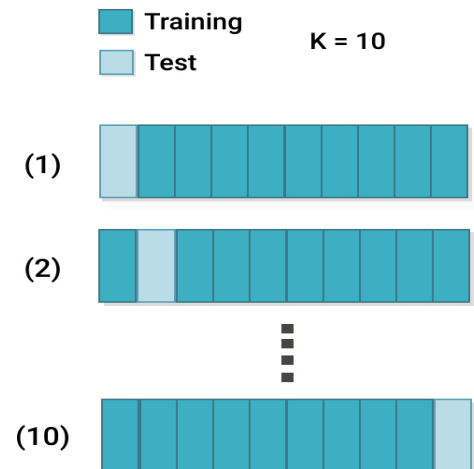 Training
K = 10
Test
(1)
(2)
(10)